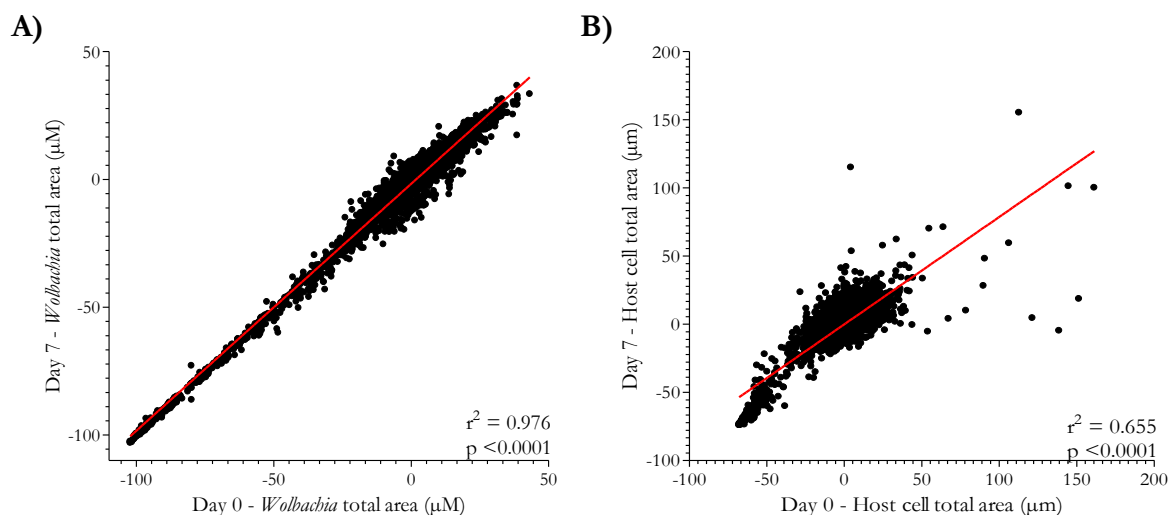 A)
50
0
-50
-100
Day 7 - Wolbachia total area (µM)
r² = 0.976
p <0.0001
-100
-50
0
50
Day 0 - Wolbachia total area (µM)
B)
200
150
100
50
0
-50
-100
Day 7 - Host cell total area (µm)
r² = 0.655
p <0.0001
-100
-50
0
50
100
150
200
Day 0 - Host cell total area (µm)